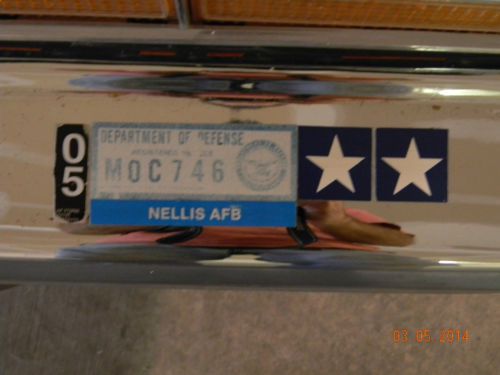 05
DEPARTMENT OF DEFENSE
MOC746
NELLIS AFB
03 05 2014